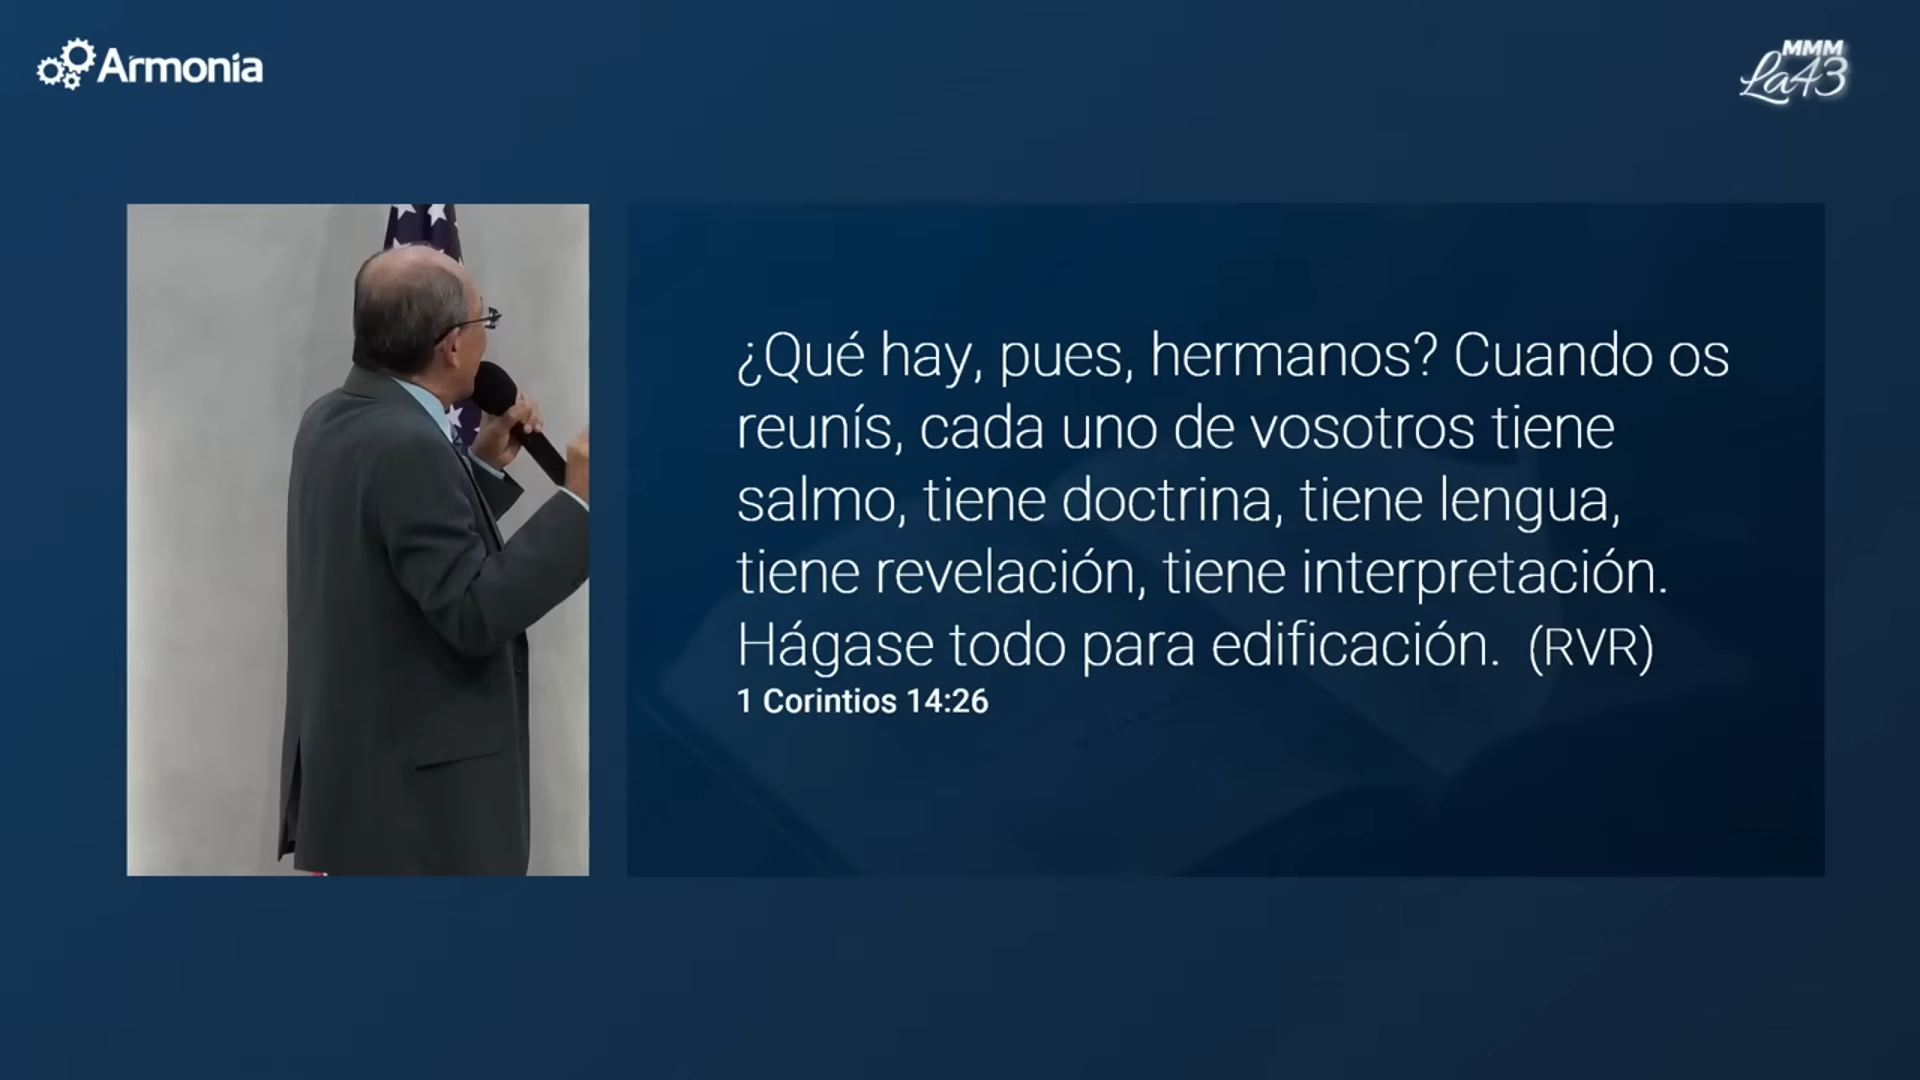 Armonía
MMM
La43
¿Qué hay, pues, hermanos? Cuando os
reunís, cada uno de vosotros tiene
salmo, tiene doctrina, tiene lengua,
tiene revelación, tiene interpretación.
Hágase todo para edificación. (RVR)
1 Corintios 14:26